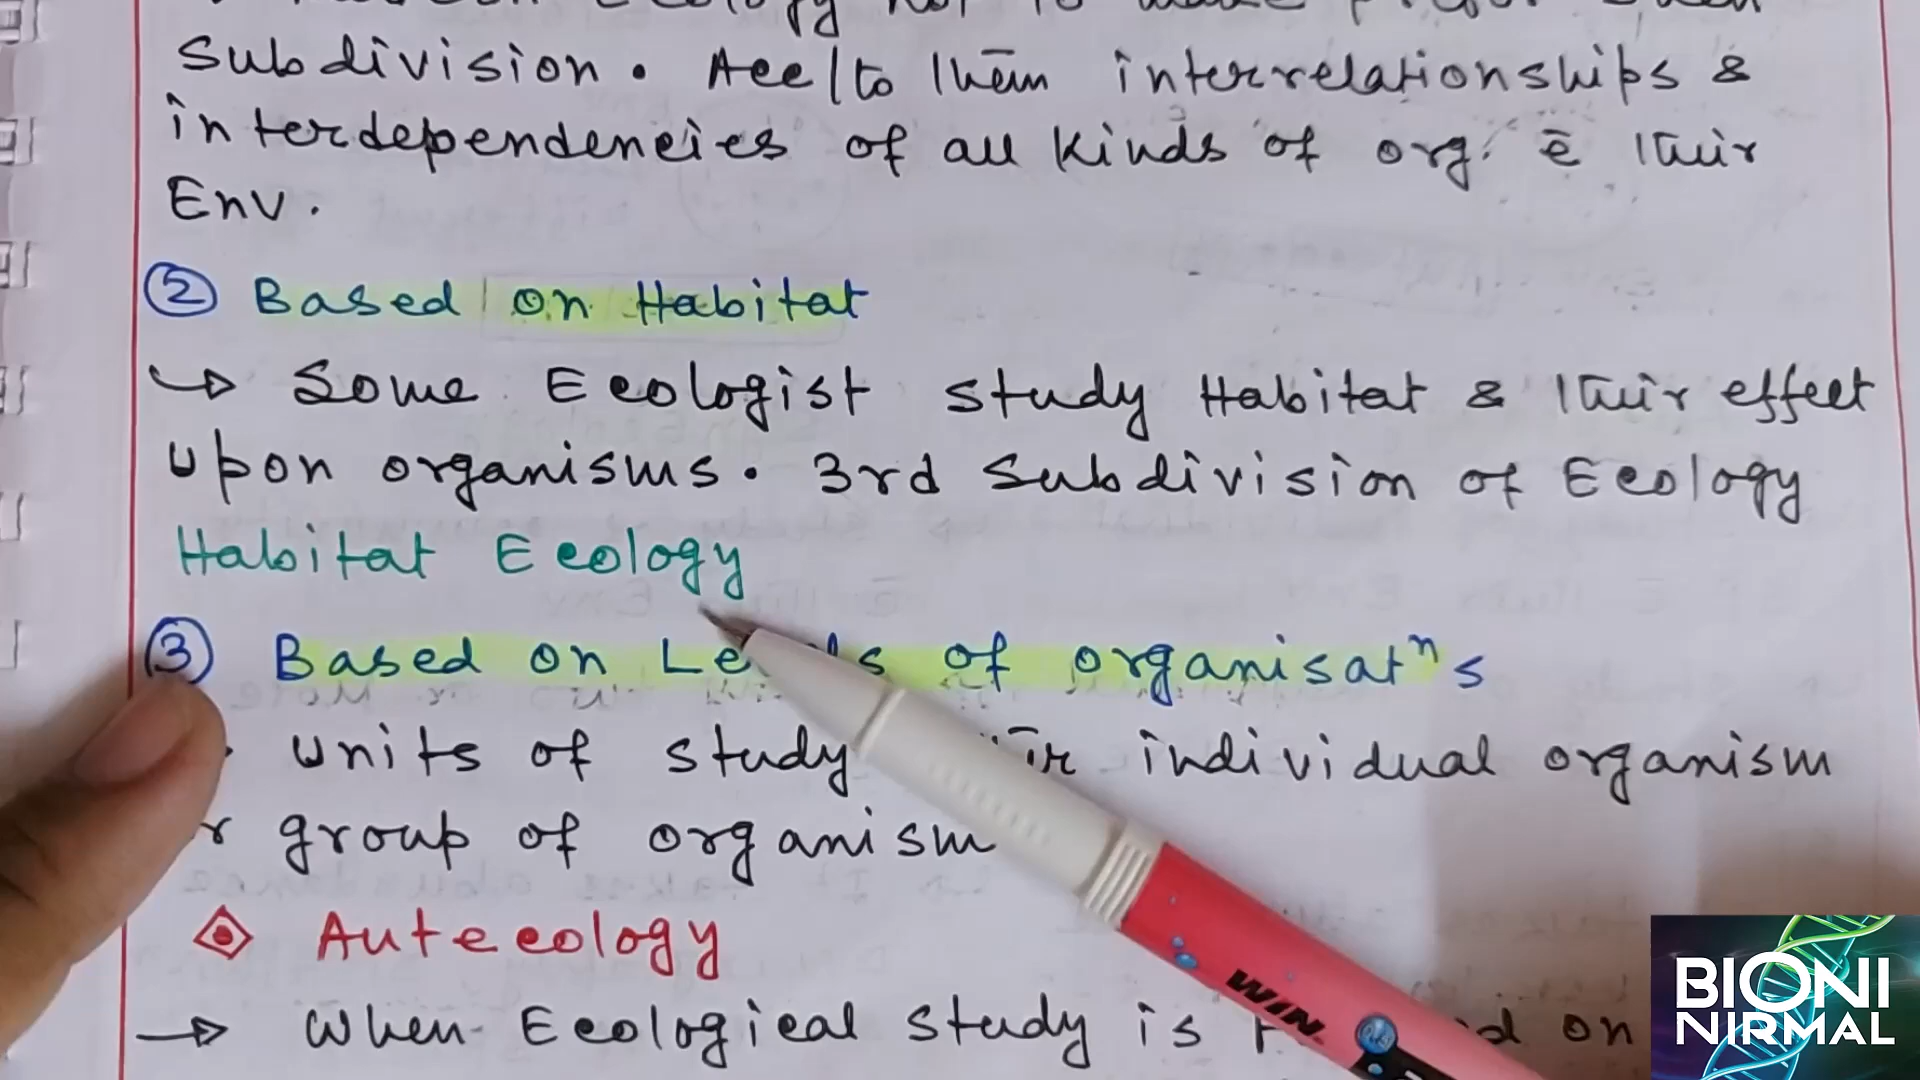 Subdivision. Acc/to them interrelationships &
interdependencies of all Kinds of org. ē their
Env.
② Based on Habitat
→ Some Ecologist study Habitat & their effect
upon organisms. 3rd Subdivision of Ecology
Habitat Ecology
③ Based on of organisatⁿs
units of study individual organism
group of organism
Autecology
→ When Ecological study is on
WIN
BIONI
NIRMAL